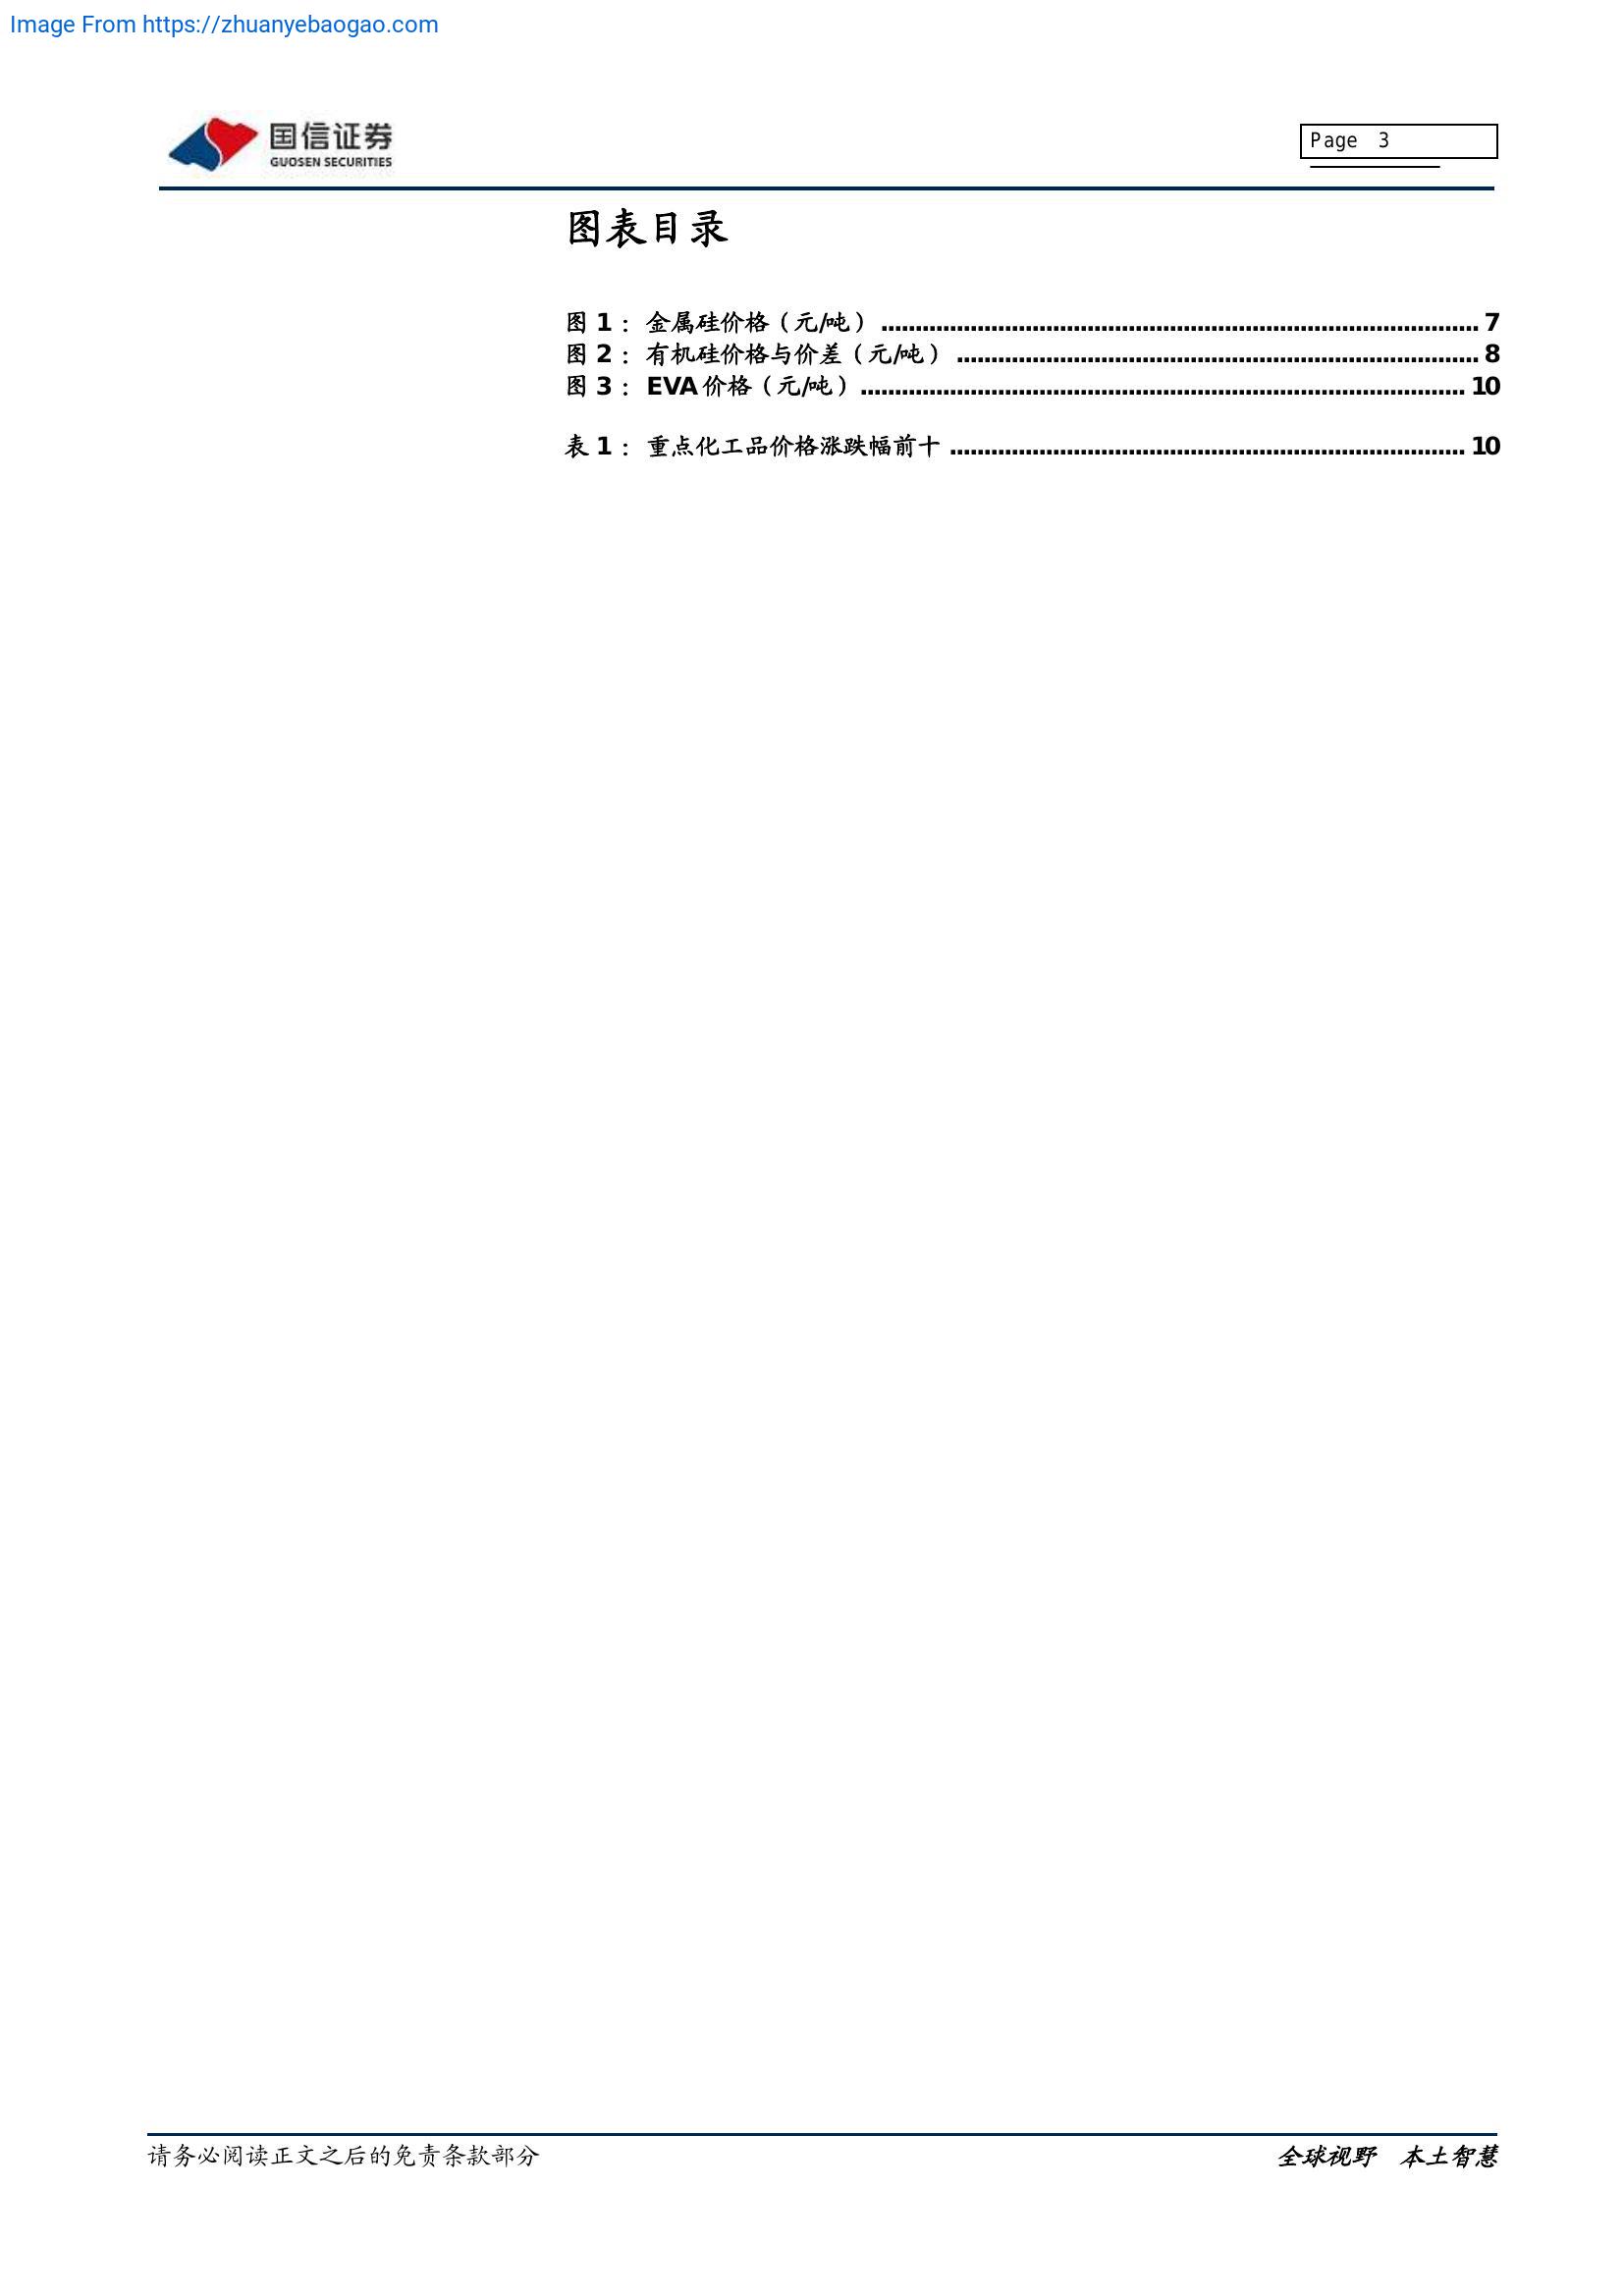 Image From https://zhuanyebaogao.com
国信证券
GUOSEN SECURITIES
Page 3
图表目录
图 1：金属硅价格（元/吨）........................................................................................ 7
图 2：有机硅价格与价差（元/吨）............................................................................. 8
图 3：EVA 价格（元/吨）......................................................................................... 10
表 1：重点化工品价格涨跌幅前十............................................................................ 10
请务必阅读正文之后的免责条款部分
全球视野 本土智慧